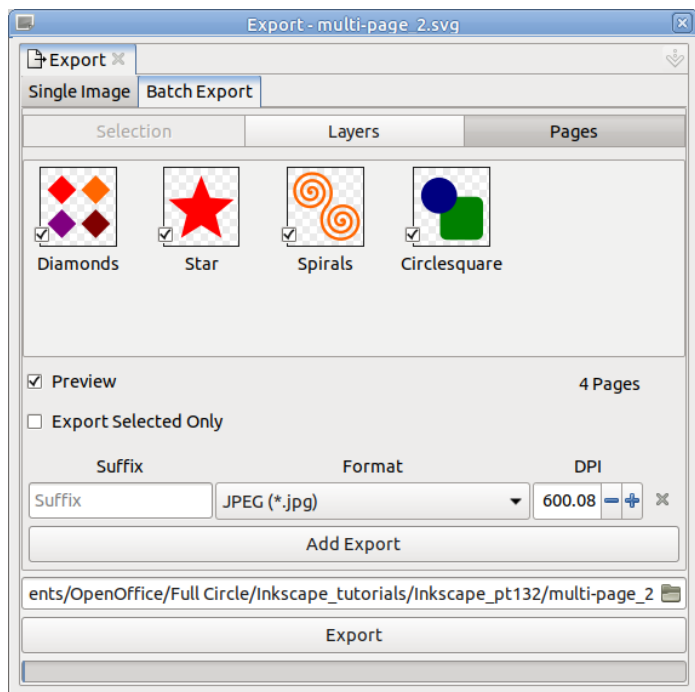 Export - multi-page_2.svg
Export
Single Image Batch Export
Selection Layers Pages
Diamonds Star Spirals Circlesquare
Preview 4 Pages
Export Selected Only
Suffix Format DPI
Suffix JPEG (*.jpg) 600.08
Add Export
ents/OpenOffice/Full Circle/Inkscape_tutorials/Inkscape_pt132/multi-page_2
Export